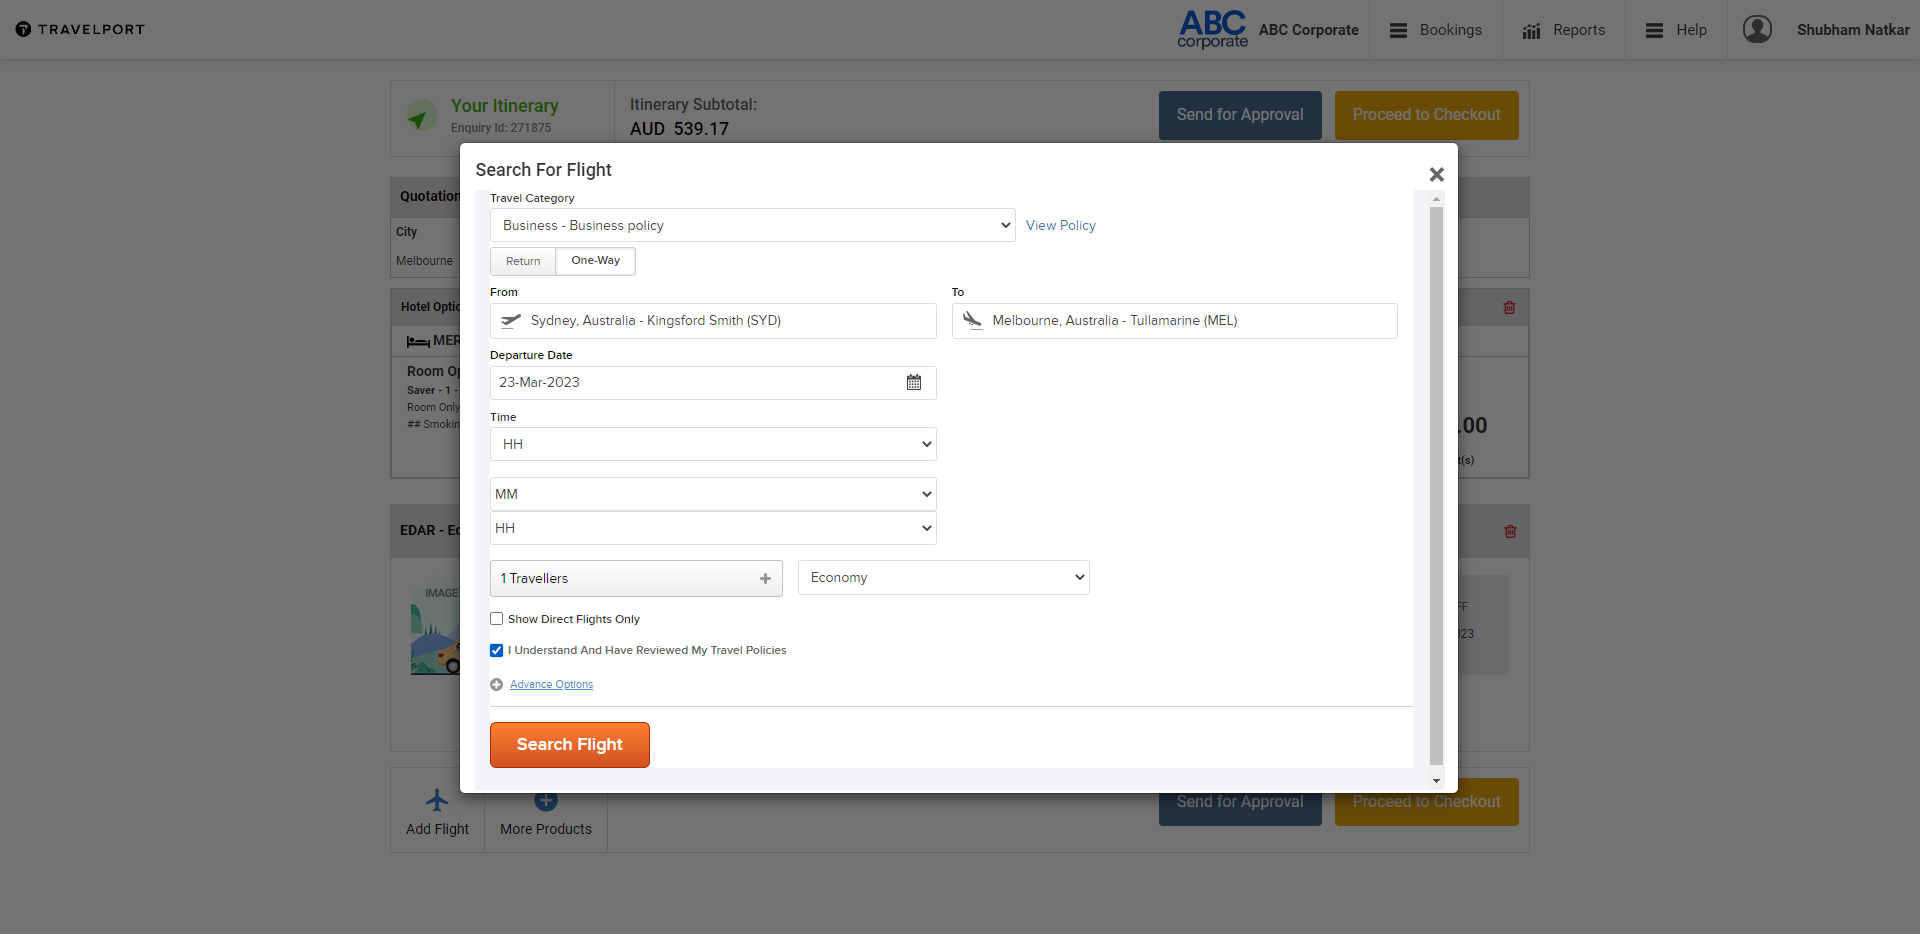 TRAVELPORT
ABC corporate
ABC Corporate
Bookings
Reports
Help
Shubham Natkar
Your Itinerary
Enquiry Id: 271875
Itinerary Subtotal:
AUD 539.17
Send for Approval
Proceed to Checkout
Quotation
City
Melbourne
Hotel Optio
MER
Room Op
Saver - 1 -
Room Only
## Smokin
.00
t(s)
EDAR - Ec
IMAGE
FF
023
Search For Flight
Travel Category
Business - Business policy
View Policy
Return
One-Way
From
To
Sydney, Australia - Kingsford Smith (SYD)
Melbourne, Australia - Tullamarine (MEL)
Departure Date
23-Mar-2023
Time
HH
MM
HH
1 Travellers
Economy
Show Direct Flights Only
I Understand And Have Reviewed My Travel Policies
Advance Options
Search Flight
Add Flight
More Products
Send for Approval
Proceed to Checkout